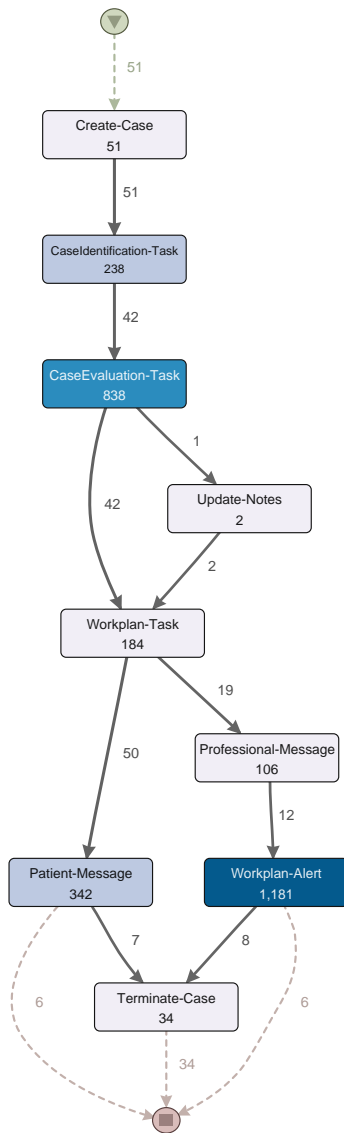 51
Create-Case
51
51
CaseIdentification-Task
238
42
CaseEvaluation-Task
838
1
42
Update-Notes
2
2
Workplan-Task
184
19
50
Professional-Message
106
12
Patient-Message
342
Workplan-Alert
1,181
7
8
6
6
Terminate-Case
34
34